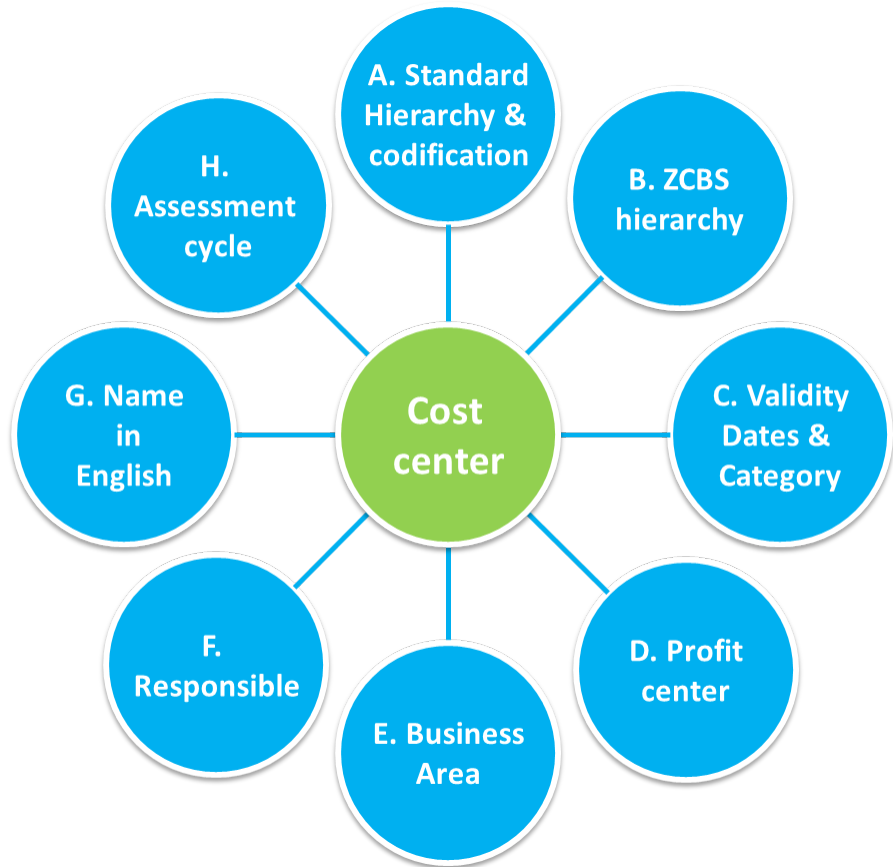 A. Standard
Hierarchy &
codification
B. ZCBS
hierarchy
C. Validity
Dates &
Category
D. Profit
center
E. Business
Area
F.
Responsible
G. Name
in
English
H.
Assessment
cycle
Cost
center